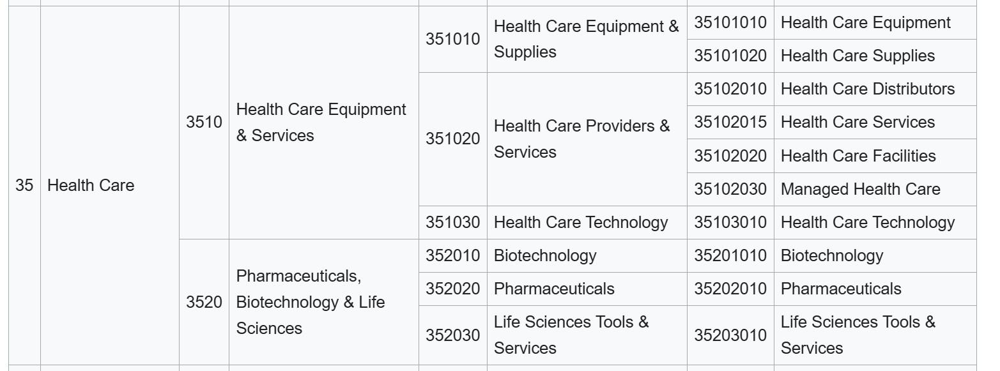 35
Health Care
3510
Health Care Equipment
& Services
351010
Health Care Equipment &
Supplies
35101010
Health Care Equipment
35101020
Health Care Supplies
351020
Health Care Providers &
Services
35102010
Health Care Distributors
35102015
Health Care Services
35102020
Health Care Facilities
35102030
Managed Health Care
351030
Health Care Technology
35103010
Health Care Technology
3520
Pharmaceuticals,
Biotechnology & Life
Sciences
352010
Biotechnology
35201010
Biotechnology
352020
Pharmaceuticals
35202010
Pharmaceuticals
352030
Life Sciences Tools &
Services
35203010
Life Sciences Tools &
Services